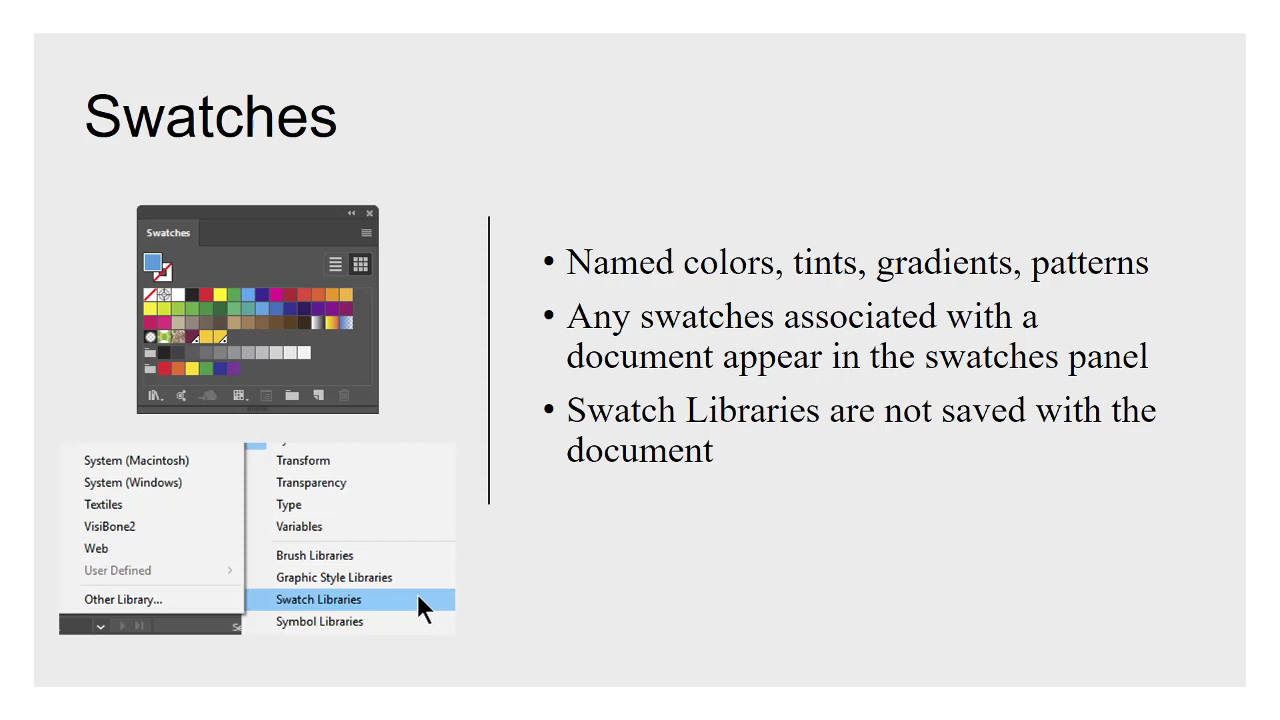 Swatches
Swatches
• Named colors, tints, gradients, patterns
• Any swatches associated with a
document appear in the swatches panel
• Swatch Libraries are not saved with the
document
System (Macintosh)
System (Windows)
Textiles
VisiBone2
Web
User Defined
Other Library...
Transform
Transparency
Type
Variables
Brush Libraries
Graphic Style Libraries
Swatch Libraries
Symbol Libraries